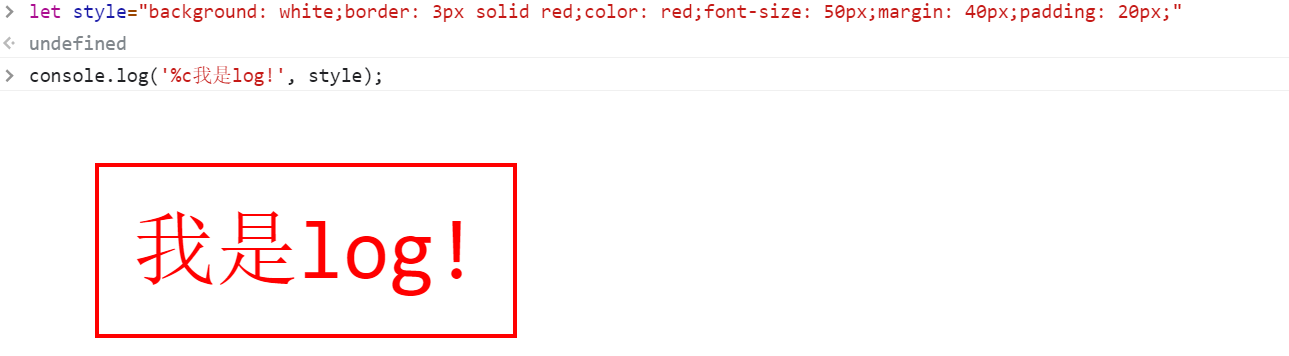 let style="background: white;border: 3px solid red;color: red;font-size: 50px;margin: 40px;padding: 20px;"
undefined
console.log('%c我是log!', style);
我是log!